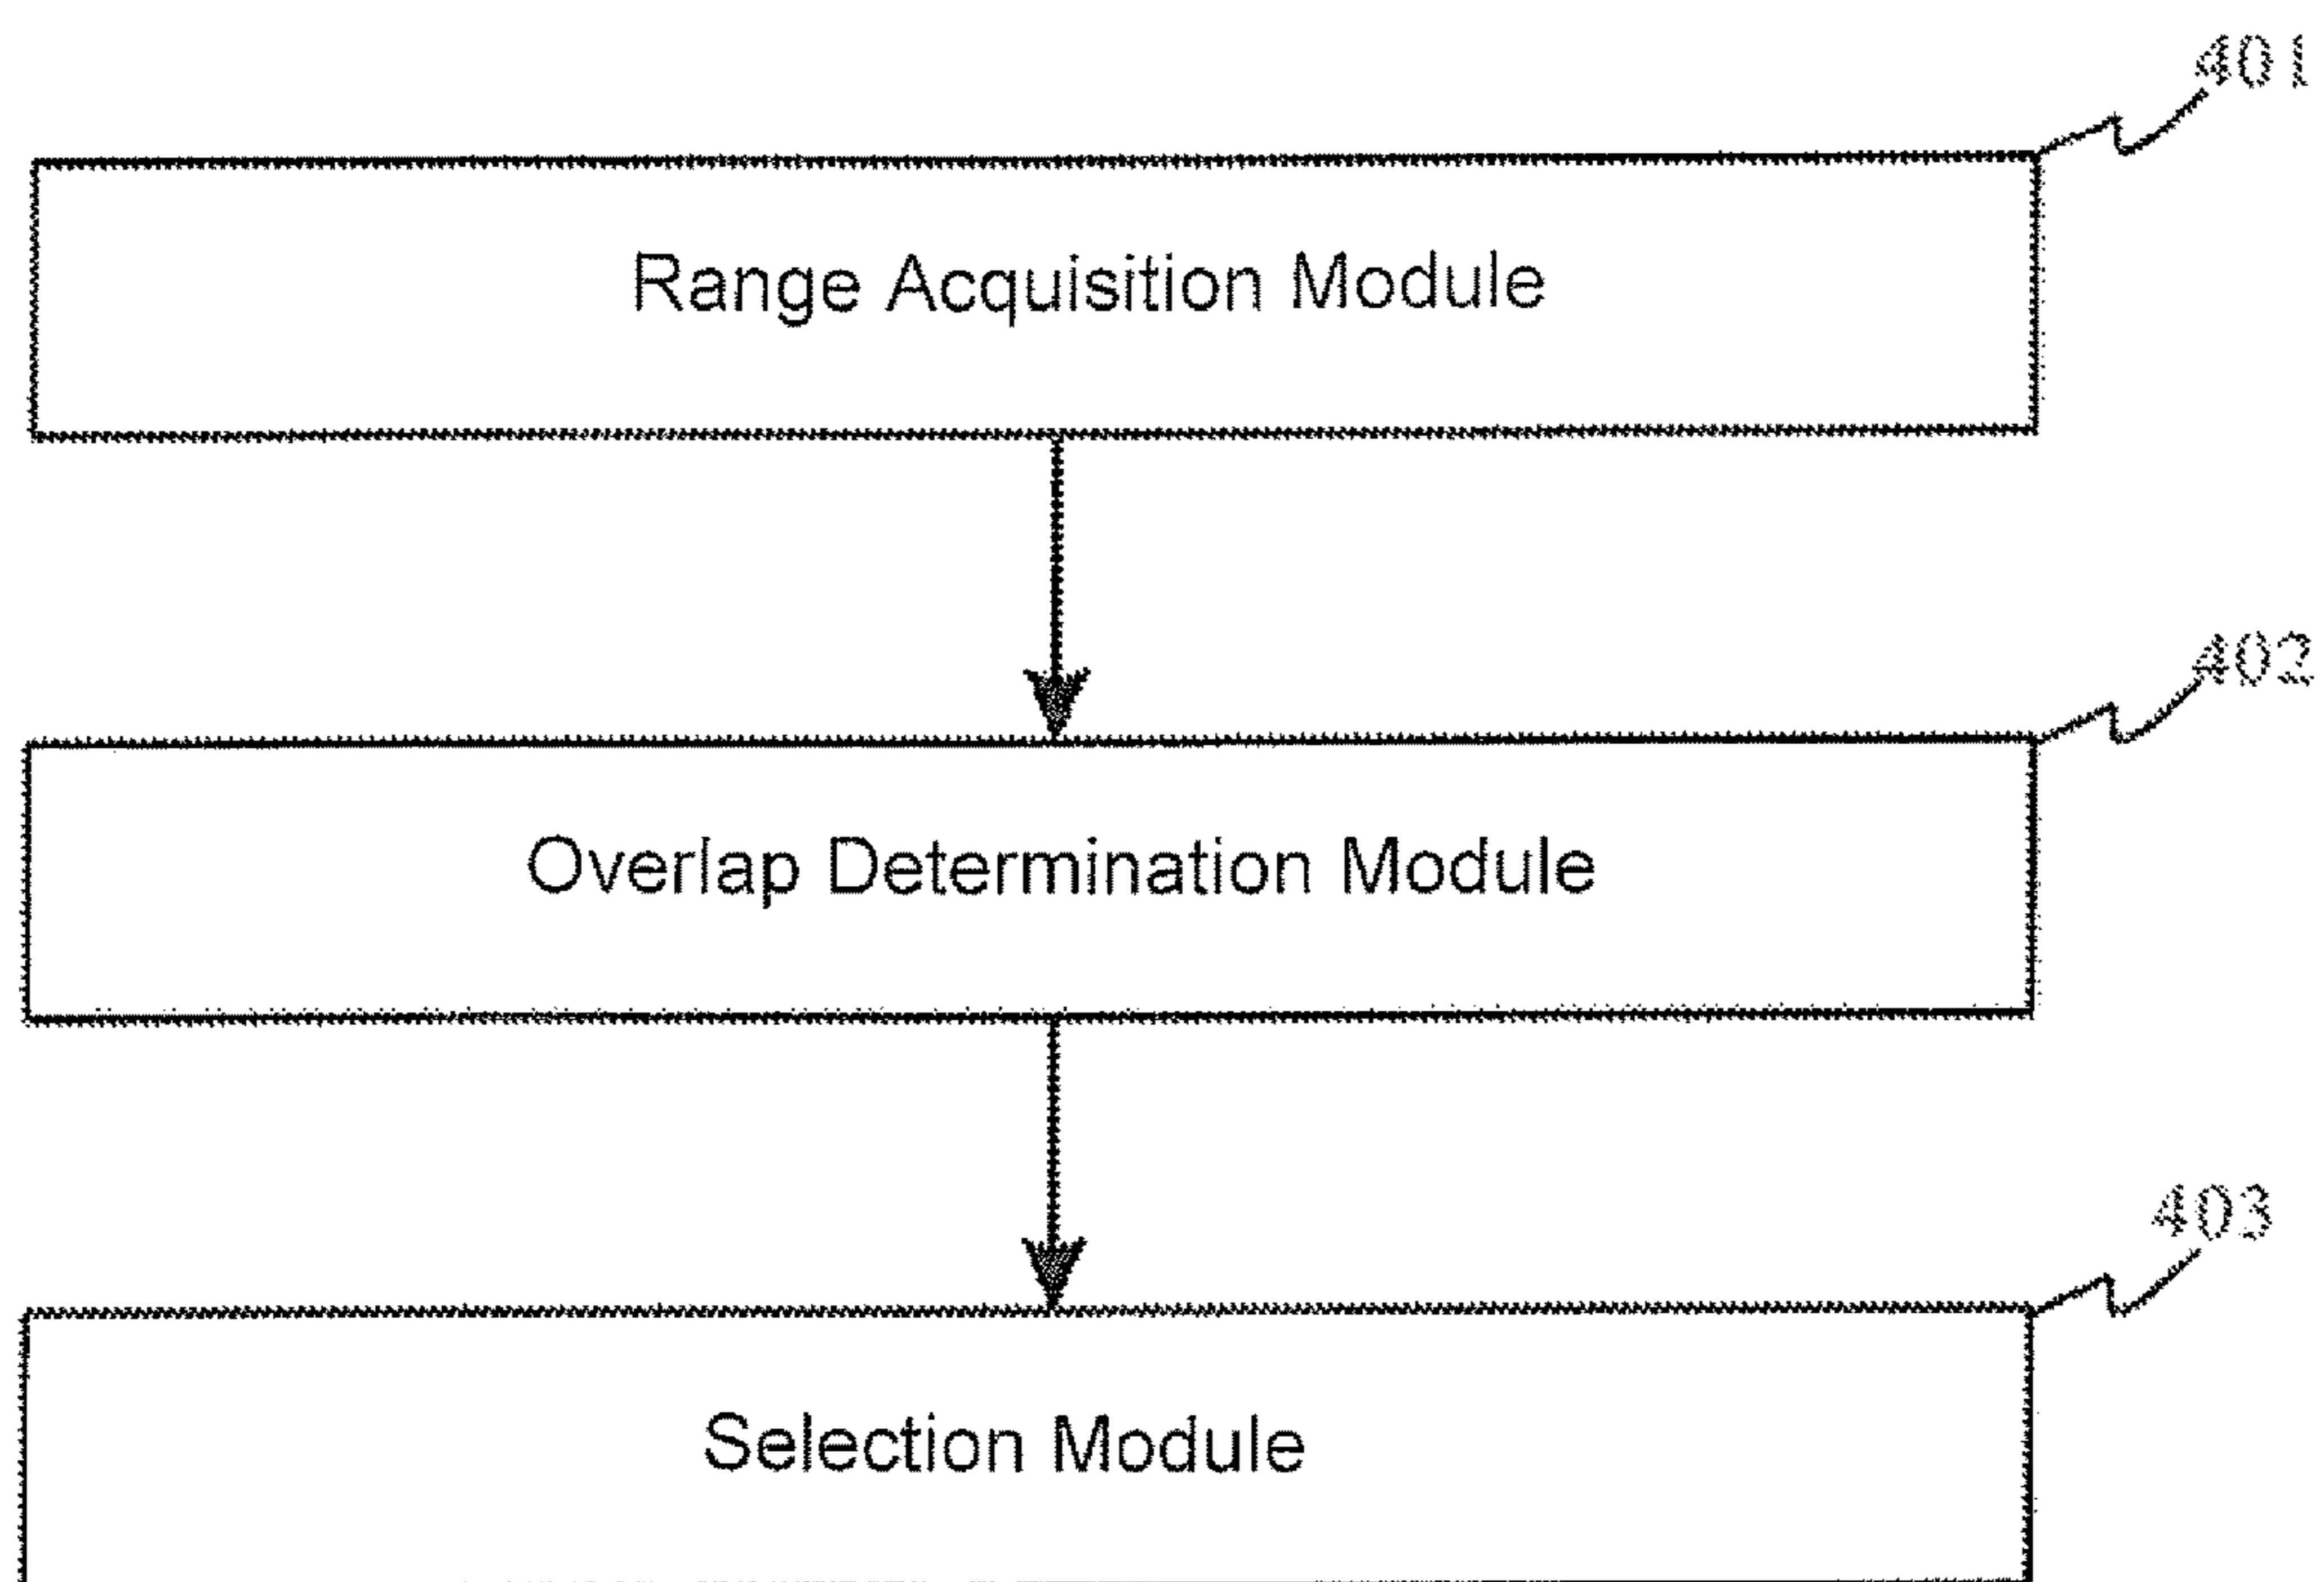 401
Range Acquisition Module
402
Overlap Determination Module
403
Selection Module